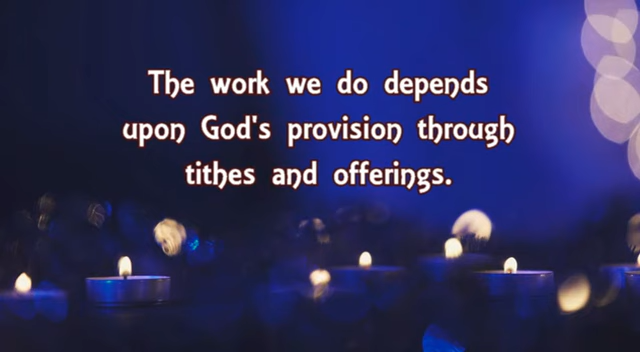 The work we do depends
upon God's provision through
tithes and offerings.